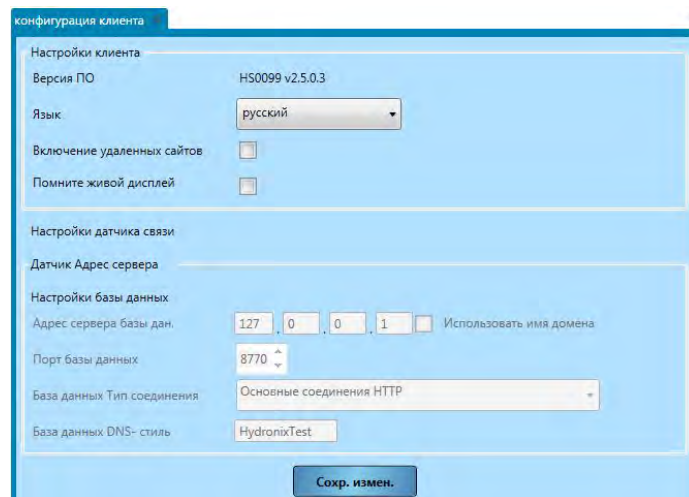 конфигурация клиента
Настройки клиента
Версия ПО HS0099 v2.5.0.3
Язык русский
Включение удаленных сайтов
Помните живой дисплей
Настройки датчика связи
Датчик Адрес сервера
Настройки базы данных
Адрес сервера базы дан. 127 . 0 . 0 . 1 Использовать имя домена
Порт базы данных 8770
База данных Тип соединения Основные соединения HTTP
База данных DNS- стиль HydronixTest
Сохр. измен.